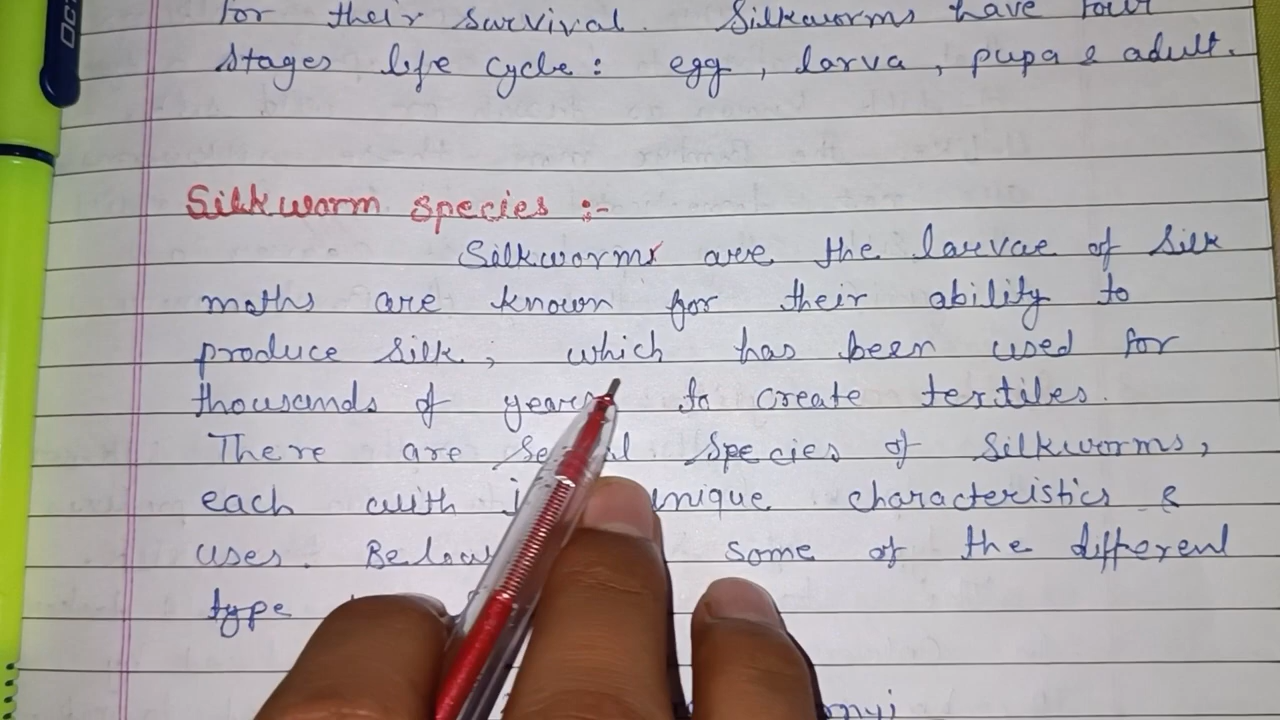 for their survival. Silkworms have four
stages life cycle: egg, larva, pupa & adult.
Silkworm species :-
Silkworms are the larvae of silk
moths are known for their ability to
produce silk, which has been used for
thousands of years to create textiles.
There are species of silkworms,
each with unique characteristics &
uses. Below some of the different
type